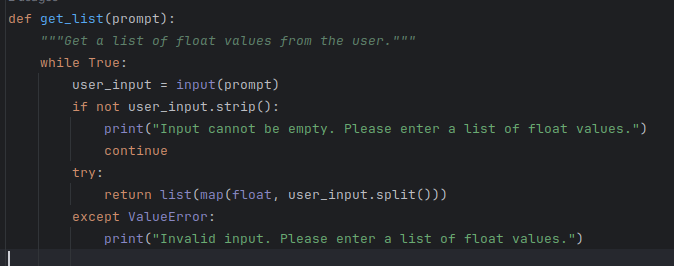 def get_list(prompt):
    """Get a list of float values from the user."""
    while True:
        user_input = input(prompt)
        if not user_input.strip():
            print("Input cannot be empty. Please enter a list of float values.")
            continue
        try:
            return list(map(float, user_input.split()))
        except ValueError:
            print("Invalid input. Please enter a list of float values.")